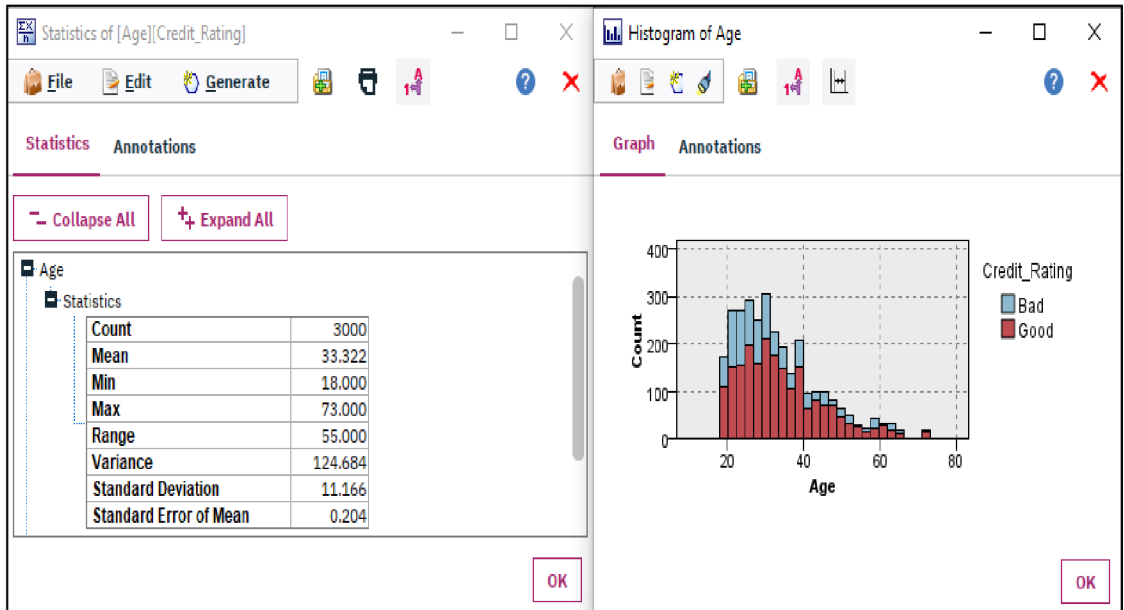 Statistics of [Age][Credit_Rating]
File Edit Generate
Statistics Annotations
Collapse All Expand All
Age
Statistics
Count 3000
Mean 33.322
Min 18.000
Max 73.000
Range 55.000
Variance 124.684
Standard Deviation 11.166
Standard Error of Mean 0.204
OK
Histogram of Age
Graph Annotations
400
300
200
100
0
Count
20 40 60 80
Age
Credit_Rating
Bad
Good
OK